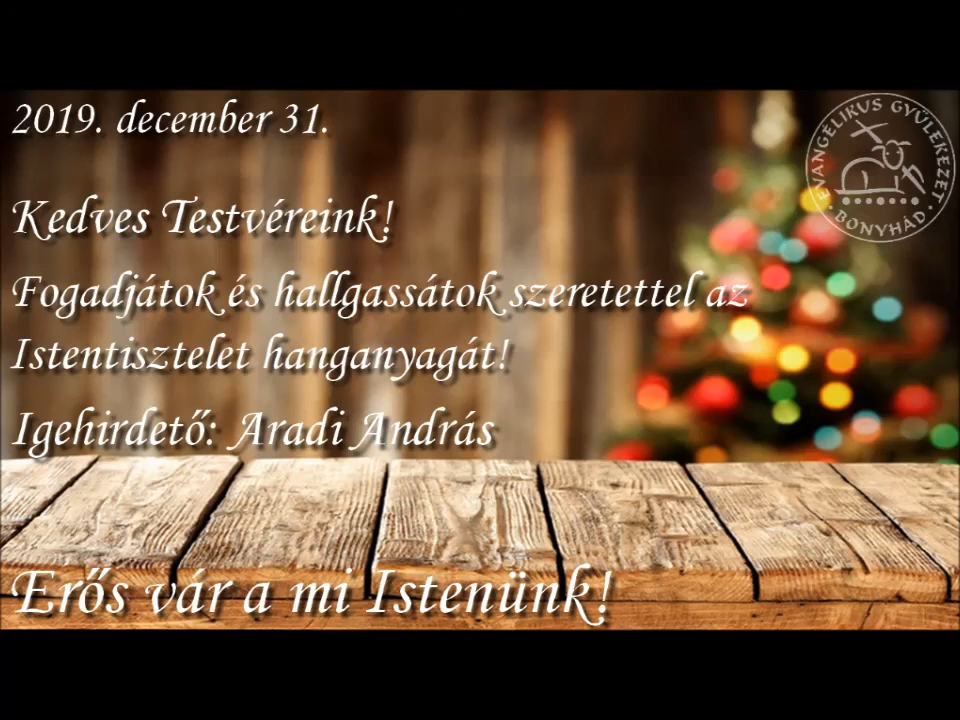 2019. december 31.
EVANGÉLIKUS GYÜLEKEZET
• BONYHÁD •
Kedves Testvéreink!
Fogadjátok és hallgassátok szeretettel az
Istentisztelet hanganyagát!
Igehirdető: Aradi András
Erős vár a mi Istenünk!